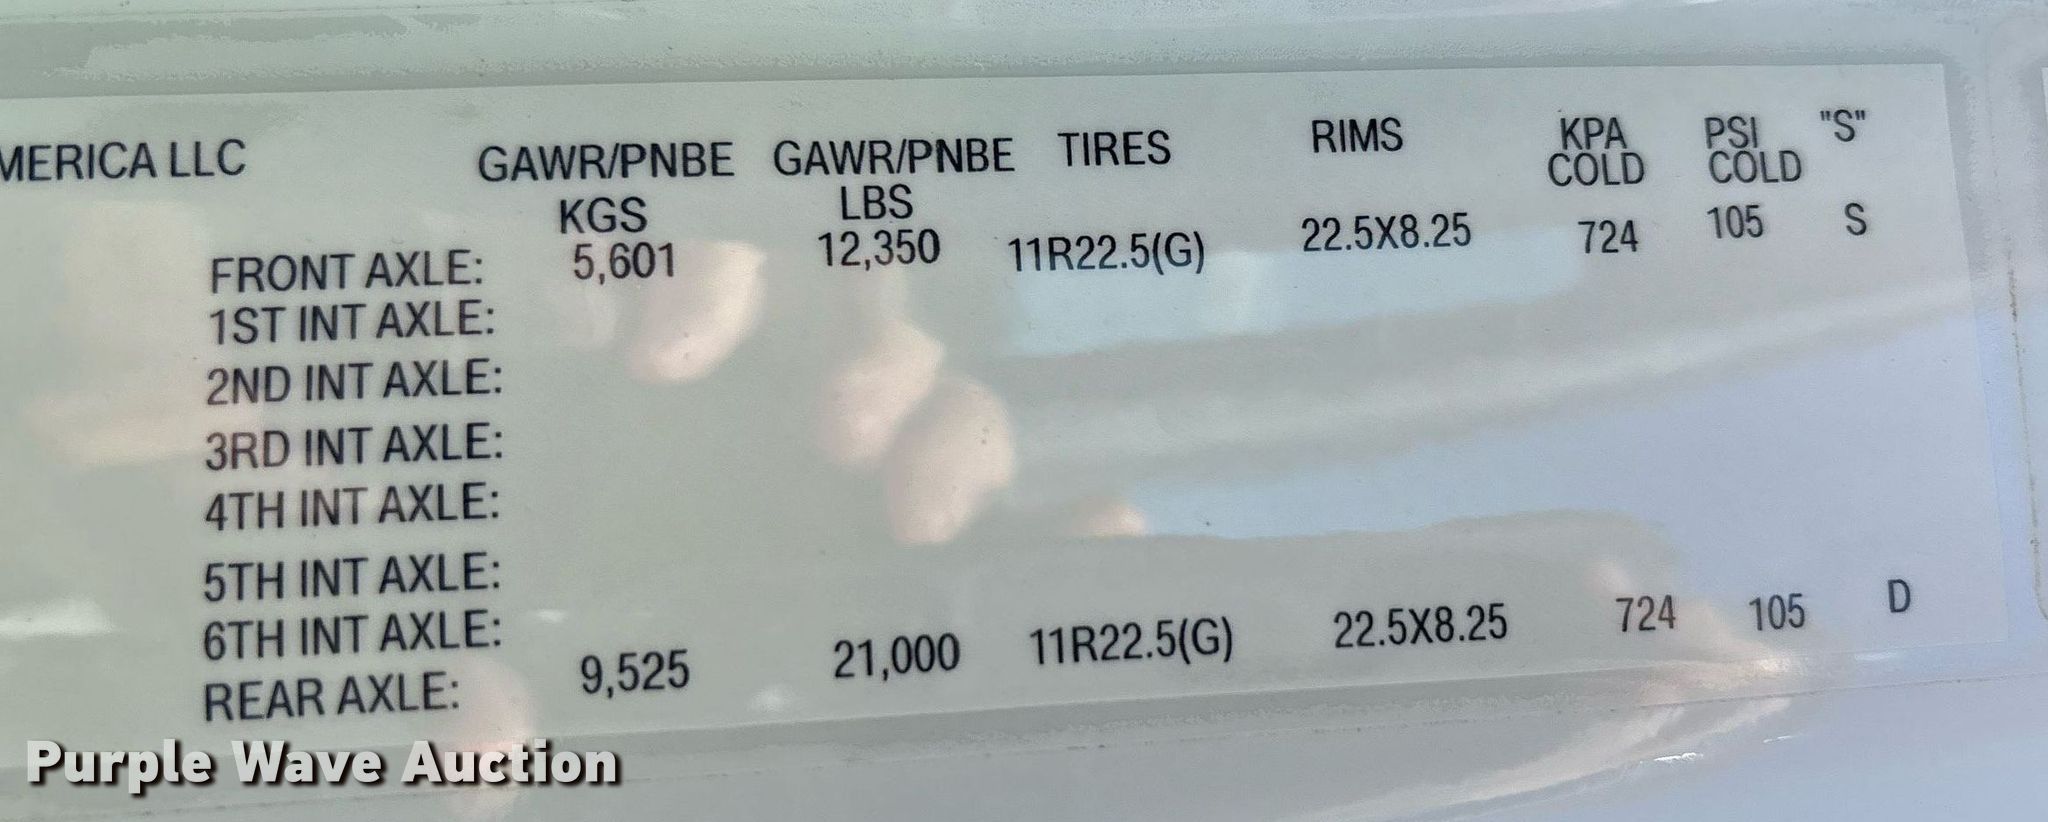 MERICA LLC GAWR/PNBE GAWR/PNBE TIRES RIMS KPA PSI "S"
KGS LBS COLD COLD
FRONT AXLE: 5,601 12,350 11R22.5(G) 22.5X8.25 724 105 S
1ST INT AXLE:
2ND INT AXLE:
3RD INT AXLE:
4TH INT AXLE:
5TH INT AXLE:
6TH INT AXLE:
REAR AXLE: 9,525 21,000 11R22.5(G) 22.5X8.25 724 105 D
Purple Wave Auction